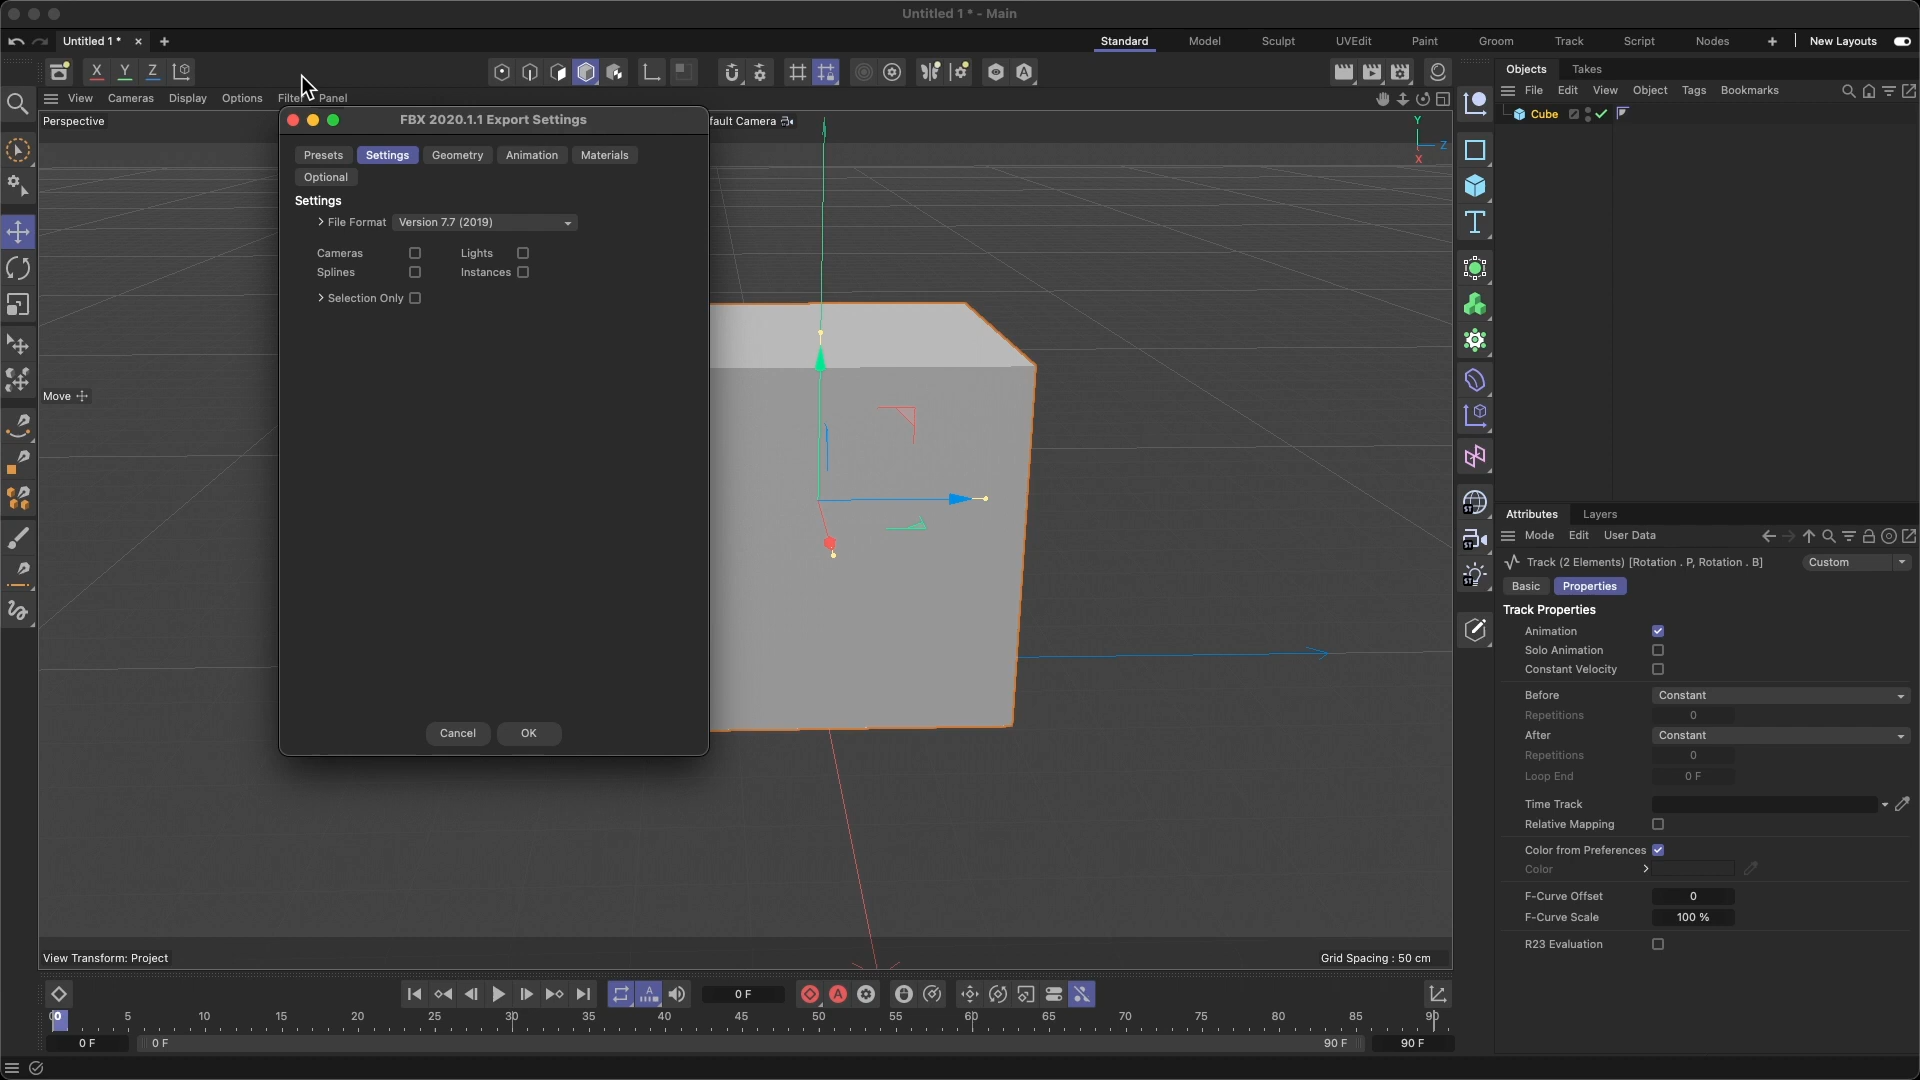 Untitled 1 * - Main
Untitled 1 *
Standard
Model
Sculpt
UVEdit
Paint
Groom
Track
Script
Nodes
New Layouts
X
Y
Z
Objects
Takes
View
Cameras
Display
Options
Filter
Panel
File
Edit
View
Object
Tags
Bookmarks
Perspective
FBX 2020.1.1 Export Settings
fault Camera
Y
Z
X
Cube
Presets
Settings
Geometry
Animation
Materials
Optional
Settings
File Format
Version 7.7 (2019)
Cameras
Lights
Splines
Instances
Selection Only
Move
Cancel
OK
Attributes
Layers
Mode
Edit
User Data
Track (2 Elements) [Rotation . P, Rotation . B]
Custom
Basic
Properties
Track Properties
Animation
Solo Animation
Constant Velocity
Before
Constant
Repetitions
0
After
Constant
Repetitions
0
Loop End
0 F
Time Track
Relative Mapping
Color from Preferences
Color
F-Curve Offset
0
F-Curve Scale
100 %
R23 Evaluation
View Transform: Project
Grid Spacing : 50 cm
0 F
0 5 10 15 20 25 30 35 40 45 50 55 60 65 70 75 80 85 90
0 F
0 F
90 F
90 F